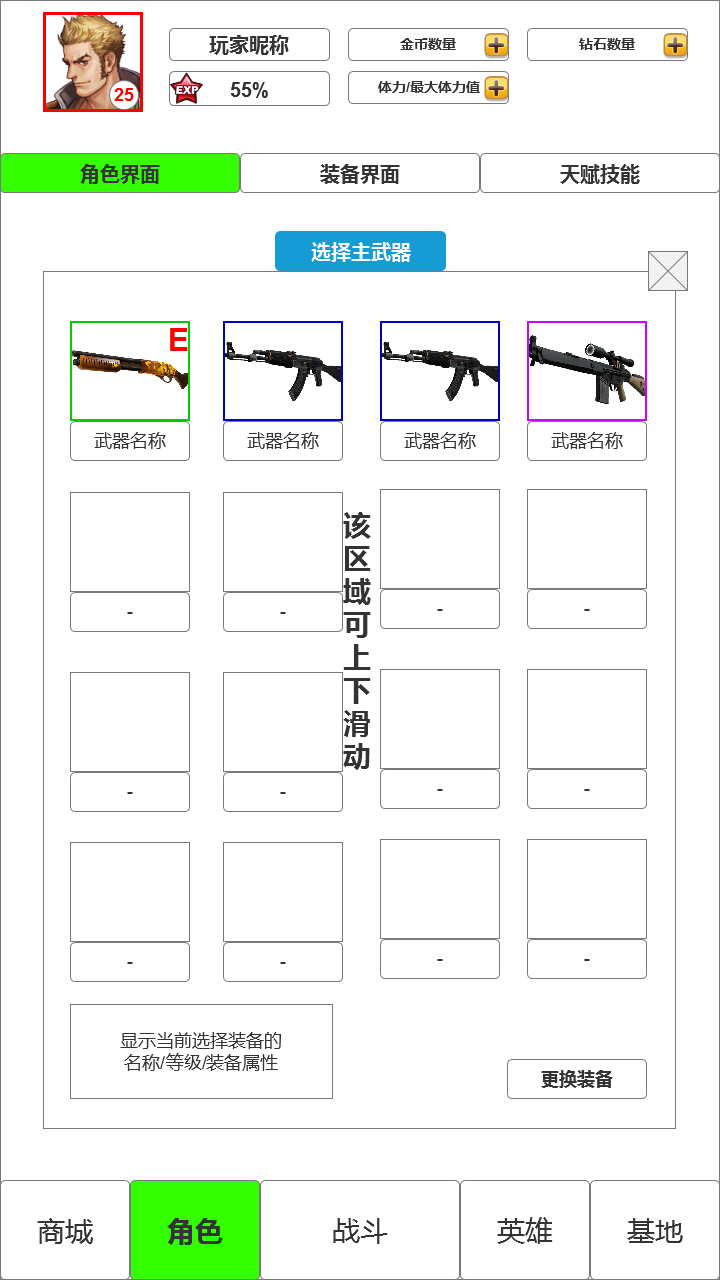 玩家昵称
金币数量
钻石数量
25
EXP
55%
体力/最大体力值
角色界面
装备界面
天赋技能
选择主武器
E
武器名称
武器名称
武器名称
武器名称
该区域可上下滑动
-
-
-
-
-
-
-
-
-
-
-
-
显示当前选择装备的
名称/等级/装备属性
更换装备
商城
角色
战斗
英雄
基地